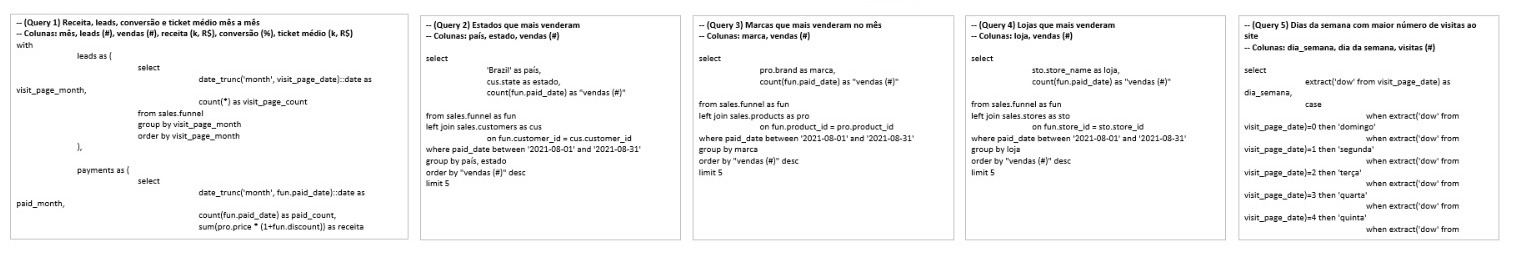 -- (Query 1) Receita, leads, conversão e ticket médio mês a mês
-- Colunas: mês, leads (#), vendas (#), receita (k, R$), conversão (%), ticket médio (k, R$)
with
leads as (
select
date_trunc('month', visit_page_date)::date as
visit_page_month,
count(*) as visit_page_count
from sales.funnel
group by visit_page_month
order by visit_page_month
),
payments as (
select
date_trunc('month', fun.paid_date)::date as
paid_month,
count(fun.paid_date) as paid_count,
sum(pro.price * (1+fun.discount)) as receita
-- (Query 2) Estados que mais venderam
-- Colunas: país, estado, vendas (#)
select
'Brazil' as país,
cus.state as estado,
count(fun.paid_date) as "vendas (#)"
from sales.funnel as fun
left join sales.customers as cus
on fun.customer_id = cus.customer_id
where paid_date between '2021-08-01' and '2021-08-31'
group by país, estado
order by "vendas (#)" desc
limit 5
-- (Query 3) Marcas que mais venderam no mês
-- Colunas: marca, vendas (#)
select
pro.brand as marca,
count(fun.paid_date) as "vendas (#)"
from sales.funnel as fun
left join sales.products as pro
on fun.product_id = pro.product_id
where paid_date between '2021-08-01' and '2021-08-31'
group by marca
order by "vendas (#)" desc
limit 5
-- (Query 4) Lojas que mais venderam
-- Colunas: loja, vendas (#)
select
sto.store_name as loja,
count(fun.paid_date) as "vendas (#)"
from sales.funnel as fun
left join sales.stores as sto
on fun.store_id = sto.store_id
where paid_date between '2021-08-01' and '2021-08-31'
group by loja
order by "vendas (#)" desc
limit 5
-- (Query 5) Dias da semana com maior número de visitas ao
site
-- Colunas: dia_semana, dia da semana, visitas (#)
select
extract('dow' from visit_page_date) as
dia_semana,
case
when extract('dow' from
visit_page_date)=0 then 'domingo'
when extract('dow' from
visit_page_date)=1 then 'segunda'
when extract('dow' from
visit_page_date)=2 then 'terça'
when extract('dow' from
visit_page_date)=3 then 'quarta'
when extract('dow' from
visit_page_date)=4 then 'quinta'
when extract('dow' from